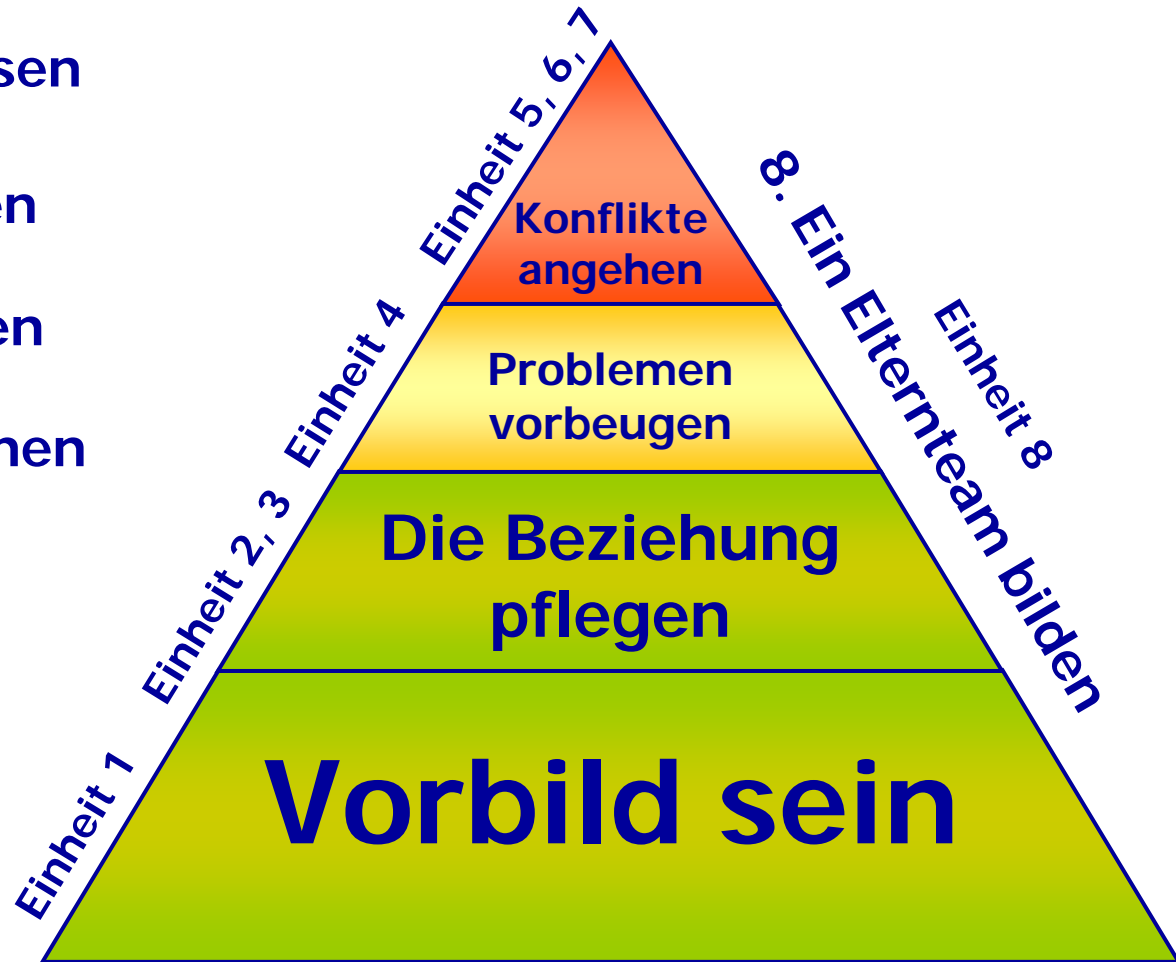 Einheit 5, 6, 7
Konflikte
angehen
Einheit 4
Problemen
vorbeugen
Einheit 2, 3
Die Beziehung
pflegen
Einheit 1
Vorbild sein
8. Ein Elternteam bilden
Einheit 8